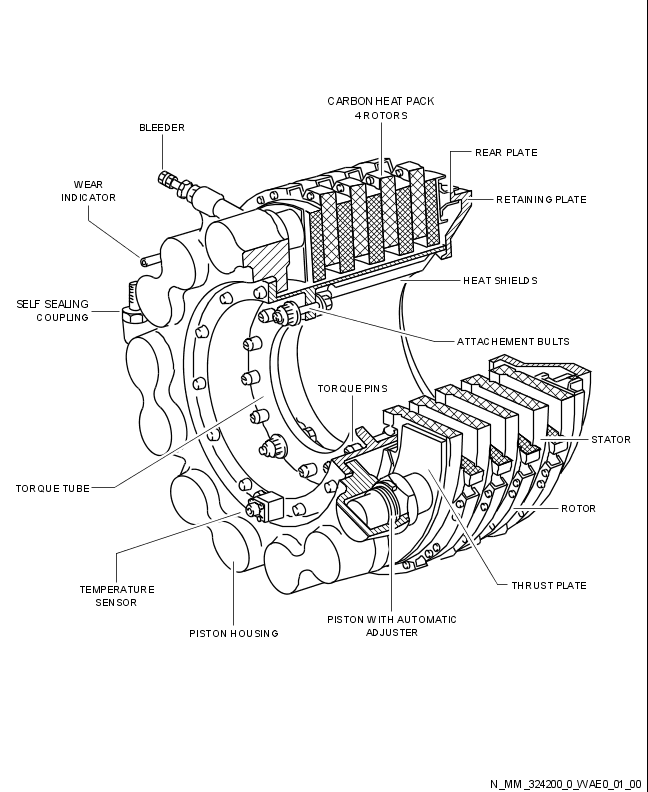 CARBON HEAT PACK
4 ROTORS
BLEEDER
REAR PLATE
WEAR
INDICATOR
RETAINING PLATE
HEAT SHIELDS
SELF SEALING
COUPLING
ATTACHEMENT BULTS
TORQUE PINS
STATOR
TORQUE TUBE
ROTOR
TEMPERATURE
SENSOR
THRUST PLATE
PISTON HOUSING
PISTON WITH AUTOMATIC
ADJUSTER
N_MM_324200_0_WAE0_01_00